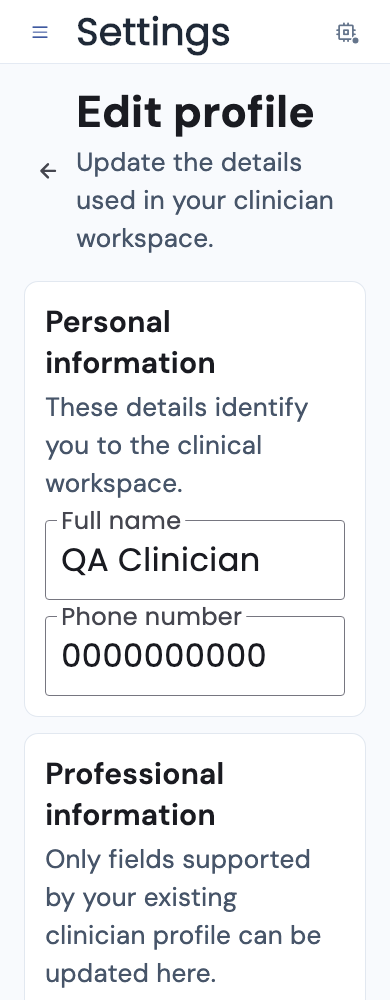 Settings
Edit profile
Update the details
used in your clinician
workspace.
Personal
information
These details identify
you to the clinical
workspace.
Full name
QA Clinician
Phone number
0000000000
Professional
information
Only fields supported
by your existing
clinician profile can be
updated here.